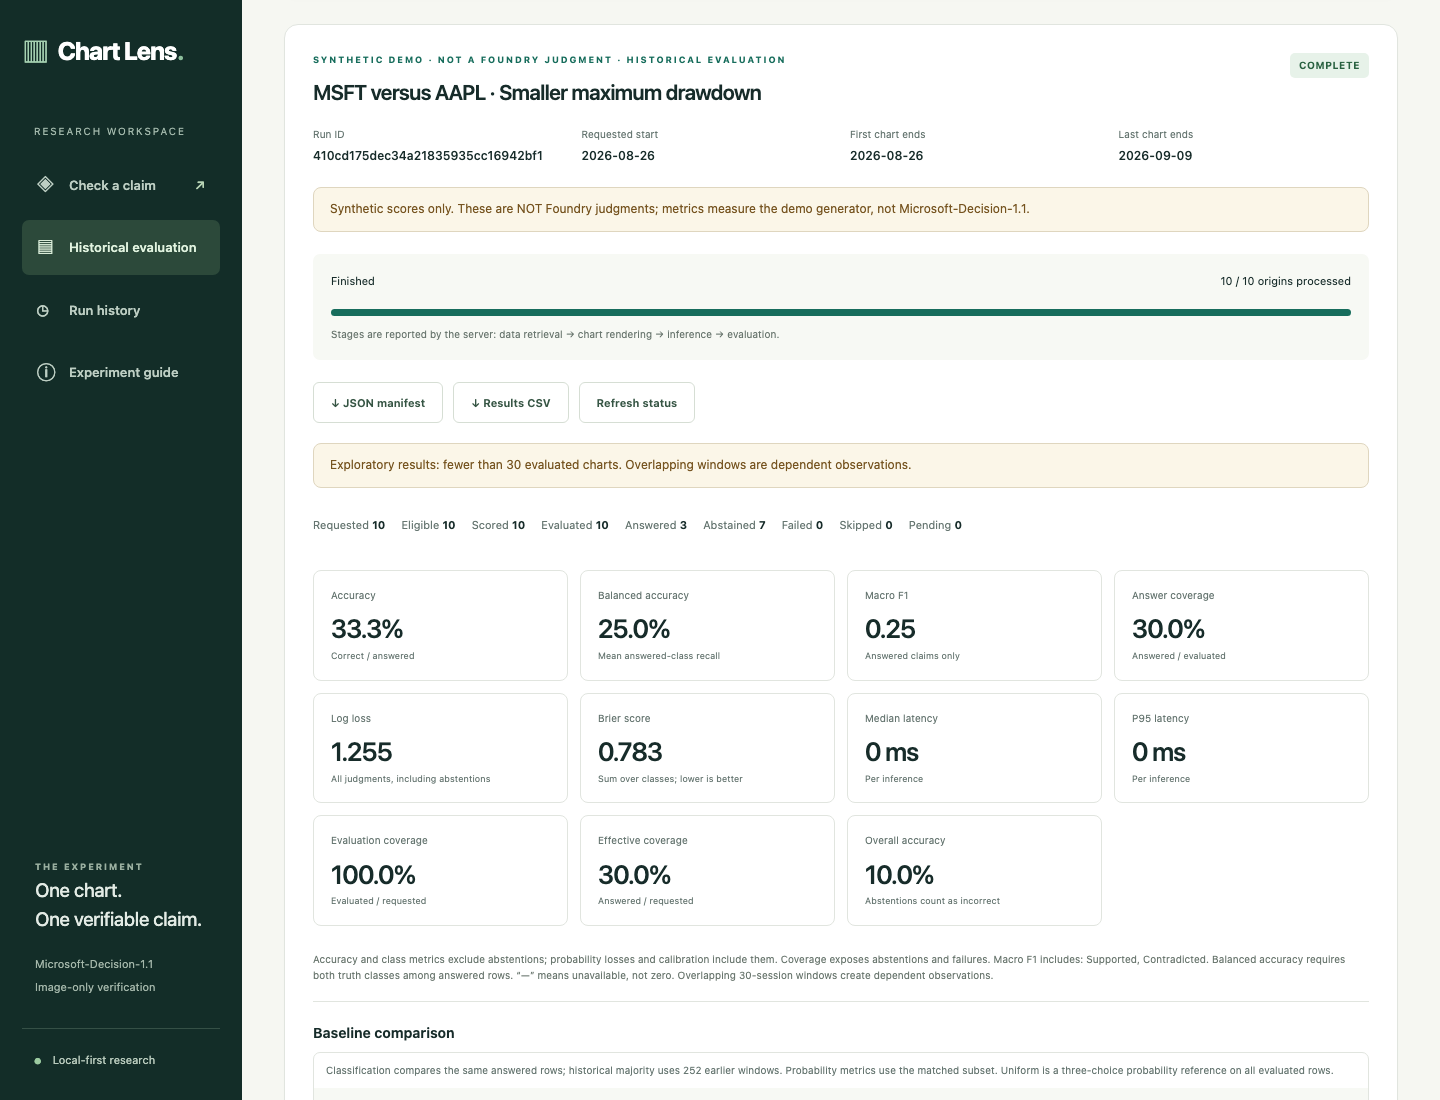 Chart Lens.
RESEARCH WORKSPACE
Check a claim
Historical evaluation
Run history
Experiment guide
THE EXPERIMENT
One chart.
One verifiable claim.
Microsoft-Decision-1.1
Image-only verification
Local-first research
SYNTHETIC DEMO · NOT A FOUNDRY JUDGMENT · HISTORICAL EVALUATION
COMPLETE
MSFT versus AAPL · Smaller maximum drawdown
Run ID
410cd175dec34a21835935cc16942bf1
Requested start
2026-08-26
First chart ends
2026-08-26
Last chart ends
2026-09-09
Synthetic scores only. These are NOT Foundry judgments; metrics measure the demo generator, not Microsoft-Decision-1.1.
Finished
10 / 10 origins processed
Stages are reported by the server: data retrieval → chart rendering → inference → evaluation.
↓ JSON manifest
↓ Results CSV
Refresh status
Exploratory results: fewer than 30 evaluated charts. Overlapping windows are dependent observations.
Requested 10 Eligible 10 Scored 10 Evaluated 10 Answered 3 Abstained 7 Failed 0 Skipped 0 Pending 0
Accuracy
33.3%
Correct / answered
Balanced accuracy
25.0%
Mean answered-class recall
Macro F1
0.25
Answered claims only
Answer coverage
30.0%
Answered / evaluated
Log loss
1.255
All judgments, including abstentions
Brier score
0.783
Sum over classes; lower is better
Median latency
0 ms
Per inference
P95 latency
0 ms
Per inference
Evaluation coverage
100.0%
Evaluated / requested
Effective coverage
30.0%
Answered / requested
Overall accuracy
10.0%
Abstentions count as incorrect
Accuracy and class metrics exclude abstentions; probability losses and calibration include them. Coverage exposes abstentions and failures. Macro F1 includes: Supported, Contradicted. Balanced accuracy requires
both truth classes among answered rows. “—” means unavailable, not zero. Overlapping 30-session windows create dependent observations.
Baseline comparison
Classification compares the same answered rows; historical majority uses 252 earlier windows. Probability metrics use the matched subset. Uniform is a three-choice probability reference on all evaluated rows.